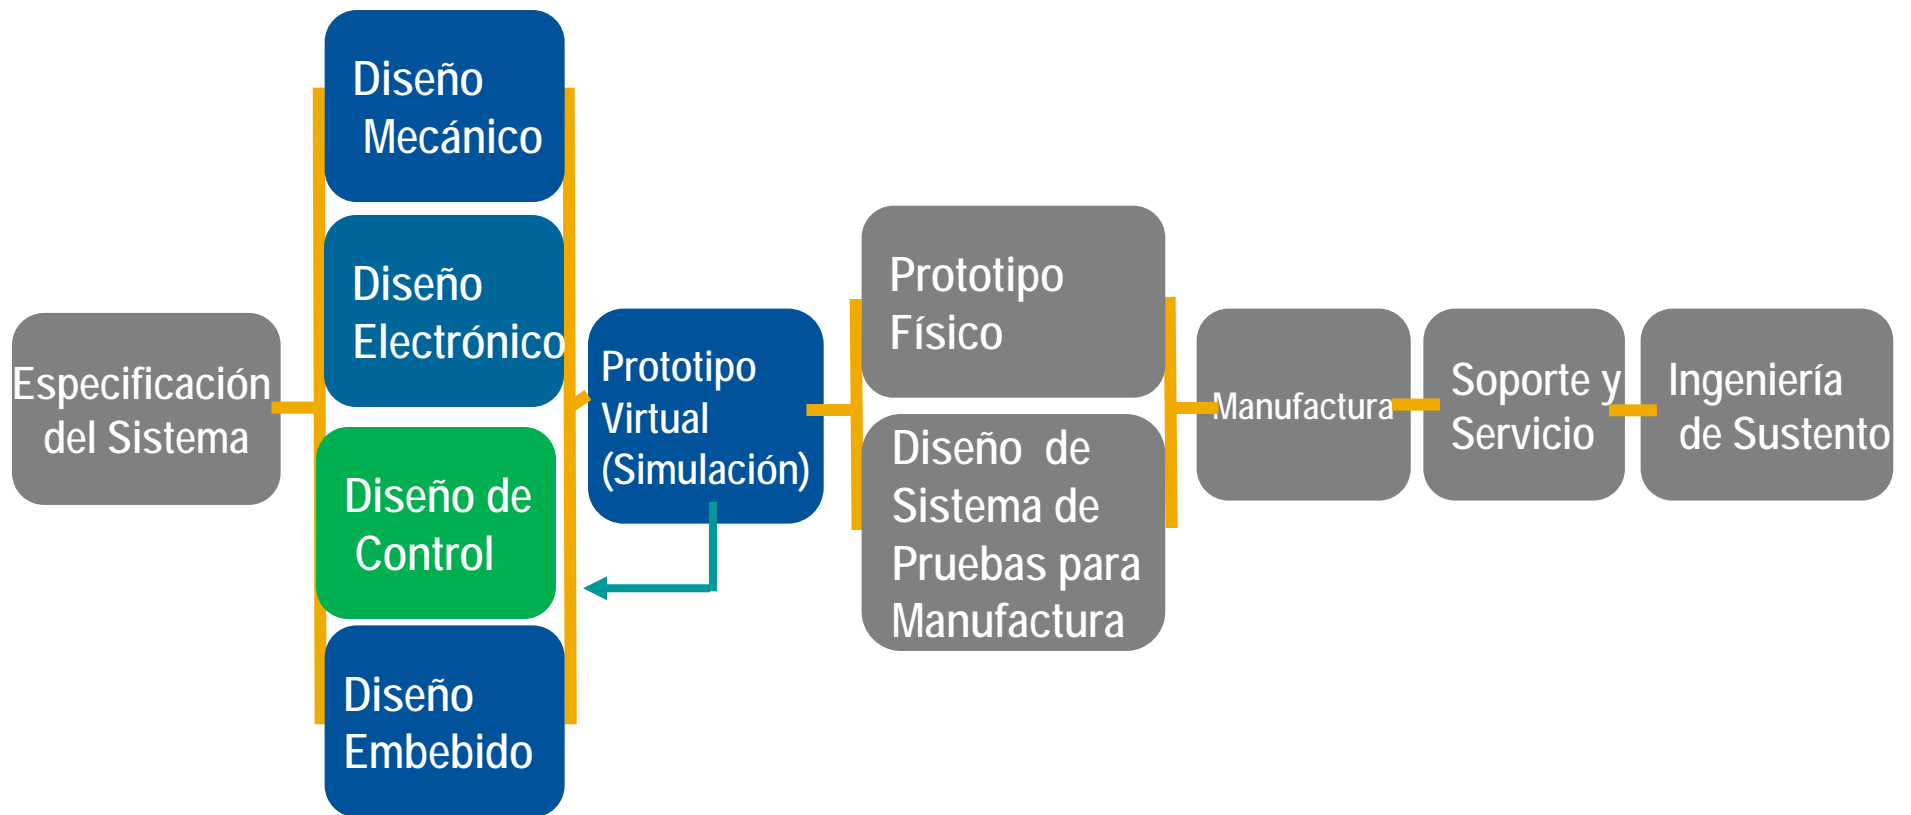 Especificación
del Sistema
Diseño
Mecánico
Diseño
Electrónico
Diseño de
Control
Diseño
Embebido
Prototipo
Virtual
(Simulación)
Prototipo
Físico
Diseño de
Sistema de
Pruebas para
Manufactura
Manufactura
Soporte y
Servicio
Ingeniería
de Sustento